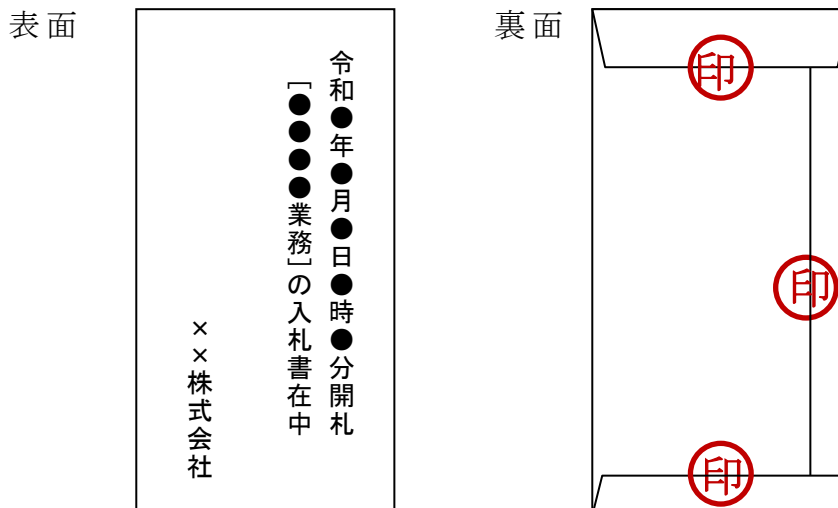 表面
令和●年●月●日●時●分開札
［●●●●業務］の入札書在中
××株式会社
裏面
印
印
印